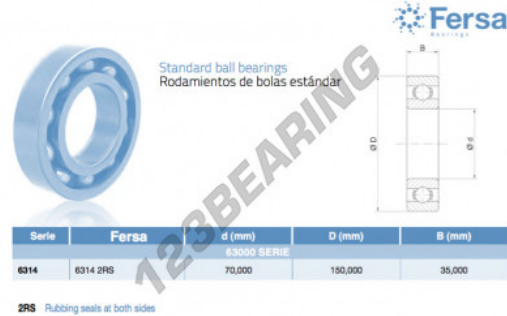 Fersa
Bearings
Standard ball bearings
Rodamientos de bolas estándar
B
Ø D
Ø d
123BEARING
Serie Fersa d (mm) D (mm) B (mm)
63000 SERIE
6314 6314 2RS 70,000 150,000 35,000
2RS Rubbing seals at both sides